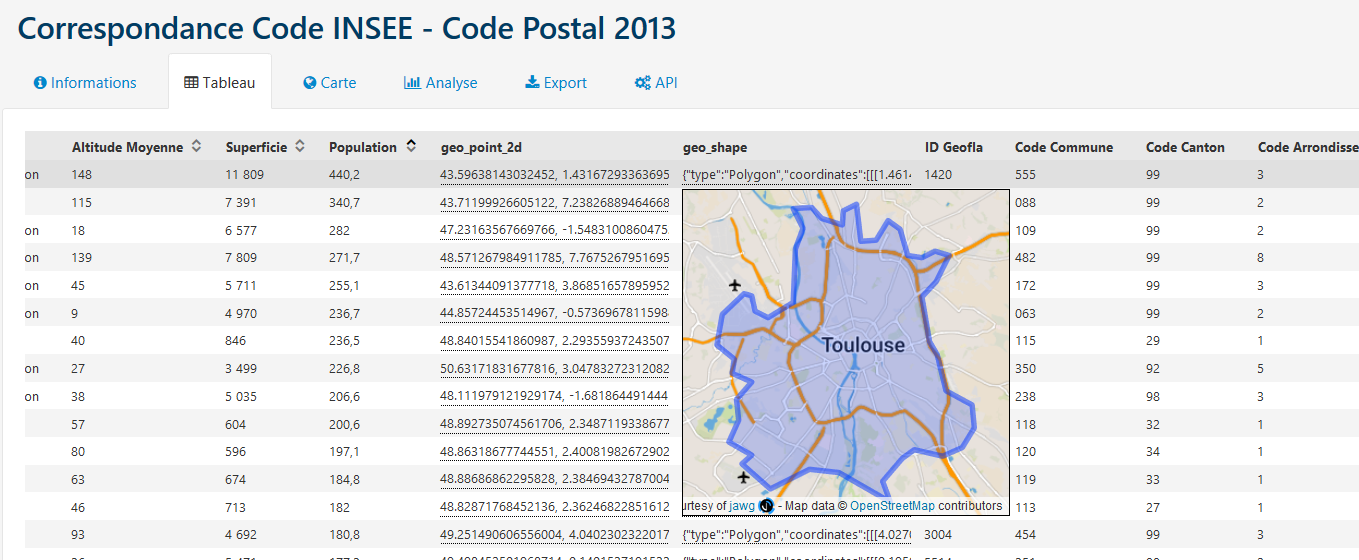 Correspondance Code INSEE - Code Postal 2013
Informations Tableau Carte Analyse Export API
Altitude Moyenne Superficie Population geo_point_2d geo_shape ID Geofla Code Commune Code Canton Code Arrondisse
on 148 11 809 440,2 43.59638143032452, 1.43167293363695 {"type":"Polygon","coordinates":[[[1.4614 1420 555 99 3
115 7 391 340,7 43.71199926605122, 7.23826889464668 088 99 2
on 18 6 577 282 47.23163567669766, -1.5483100860475 109 99 2
on 139 7 809 271,7 48.571267984911785, 7.7675267951695 482 99 8
on 45 5 711 255,1 43.61344091377718, 3.86851657895952 172 99 3
on 9 4 970 236,7 44.85724453514967, -0.5736967811598 063 99 2
40 846 236,5 48.84015541860987, 2.29355937243507 115 29 1
on 27 3 499 226,8 50.63171831677816, 3.04783272312082 350 92 5
on 38 5 035 206,6 48.111979121929174, -1.681864491444 238 98 3
57 604 200,6 48.892735074561706, 2.3487119338677 118 32 1
80 596 197,1 48.86318677744551, 2.40081982672902 120 34 1
63 674 184,8 48.88686862295828, 2.38469432787004 119 33 1
46 713 182 48.82871768452136, 2.36246822851612 113 27 1
Toulouse
urtesy of jawg - Map data © OpenStreetMap contributors
93 4 692 180,8 49.251490606556004, 4.0402302322017 {"type":"Polygon","coordinates":[[[4.0270 3004 454 99 3